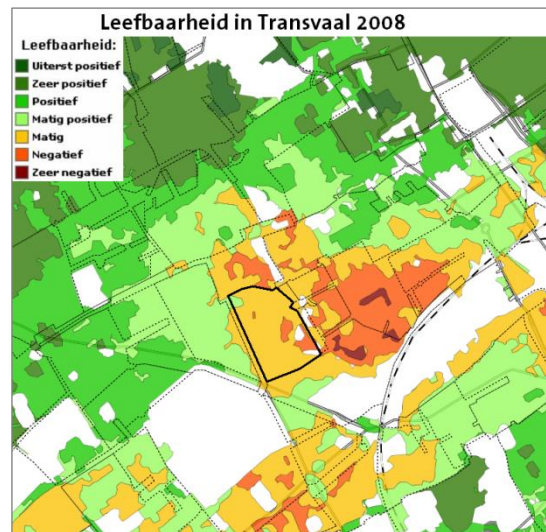 Leefbaarheid in Transvaal 2008
Leefbaarheid:
Uiterst positief
Zeer positief
Positief
Matig positief
Matig
Negatief
Zeer negatief